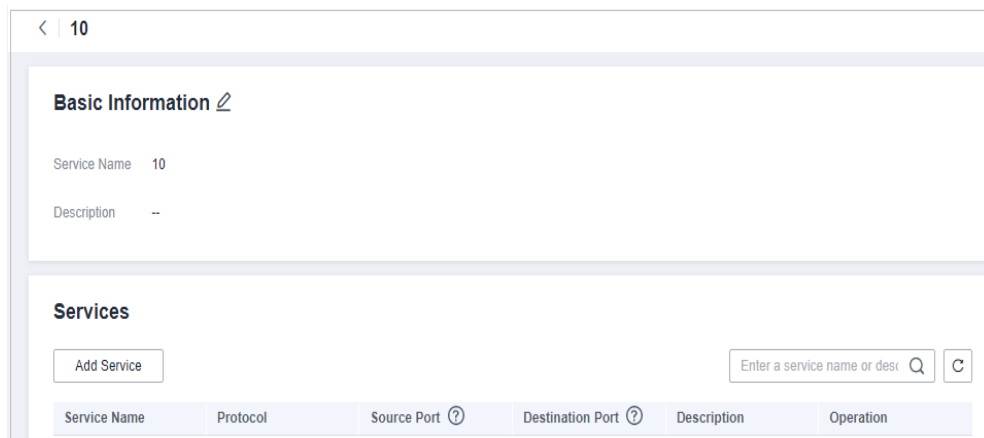 10
Basic Information
Service Name 10
Description --
Services
Add Service
Enter a service name or desc
Service Name Protocol Source Port Destination Port Description Operation